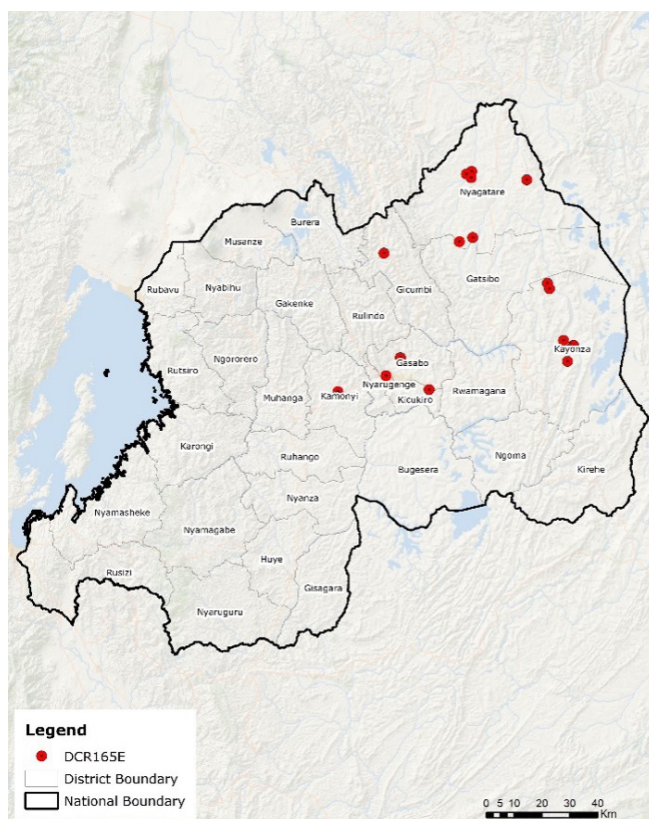 Nyagatare
Burera
Musanze
Gatsibo
Rubavu
Nyabihu
Gicumbi
Gakenke
Rulindo
Kayonza
Rutsiro
Ngororero
Gasabo
Nyarugenge
Rwamagana
Muhanga
Kamonyi
Kicukiro
Karongi
Ruhango
Bugesera
Ngoma
Kirehe
Nyanza
Nyamasheke
Nyamagabe
Huye
Rusizi
Gisagara
Nyaruguru
Legend
DCR165E
District Boundary
National Boundary
0 5 10 20 30 40
Km